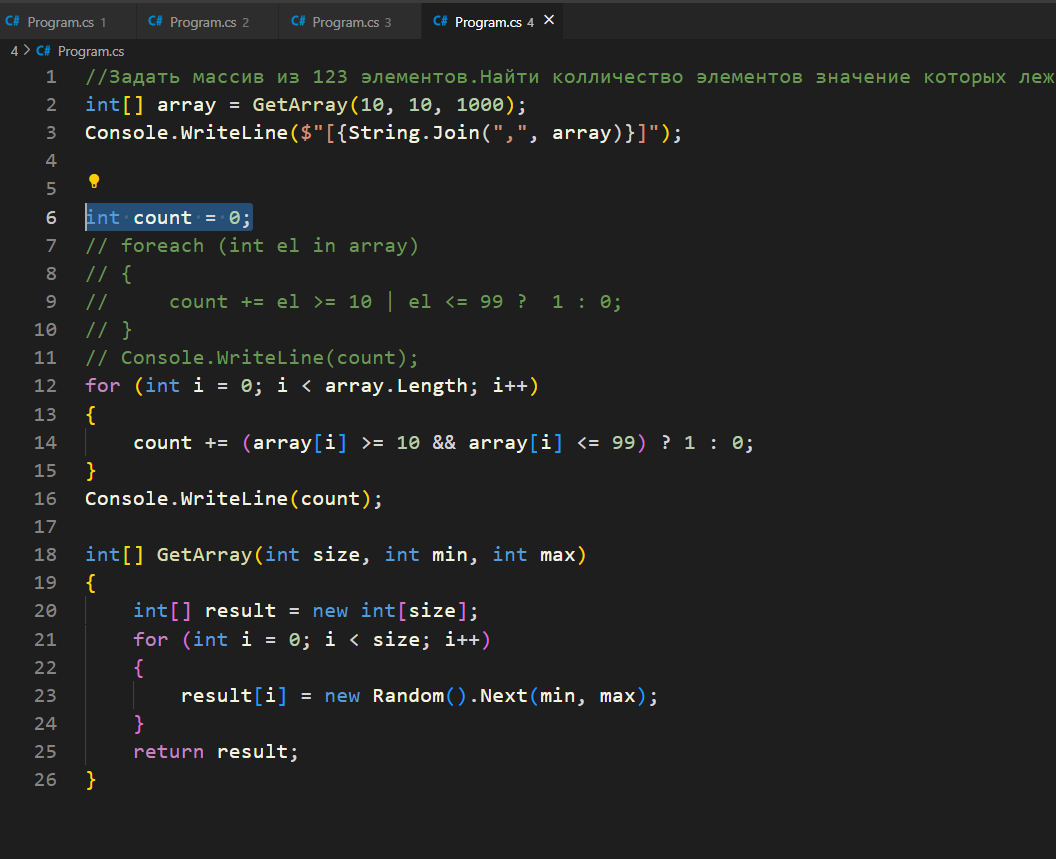 C# Program.cs 1 C# Program.cs 2 C# Program.cs 3 C# Program.cs 4 ×
4 > C# Program.cs
1 //Задать массив из 123 элементов.Найти колличество элементов значение которых леж
2 int[] array = GetArray(10, 10, 1000);
3 Console.WriteLine($"[{String.Join(",", array)}]");
4
5
6 int count = 0;
7 // foreach (int el in array)
8 // {
9 //     count += el >= 10 | el <= 99 ?  1 : 0;
10 // }
11 // Console.WriteLine(count);
12 for (int i = 0; i < array.Length; i++)
13 {
14     count += (array[i] >= 10 && array[i] <= 99) ? 1 : 0;
15 }
16 Console.WriteLine(count);
17
18 int[] GetArray(int size, int min, int max)
19 {
20     int[] result = new int[size];
21     for (int i = 0; i < size; i++)
22     {
23         result[i] = new Random().Next(min, max);
24     }
25     return result;
26 }